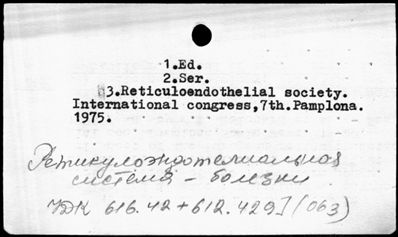 1.Ed.
2.Ser.
3.Reticuloendothelial society.
International congress,7th.Pamplona.
1975.
Ретикулоэндотелиальная
система – болезни
УДК 616.42+612.429](063)